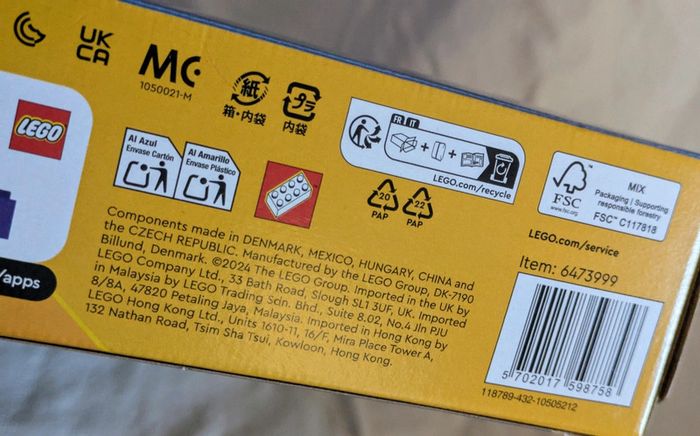 UK
CA
MC
1050021-M
紙
箱・内袋
プラ
内袋
LEGO
Al Azul
Envase Cartón
Al Amarillo
Envase Plástico
FR | IT
+ +
LEGO.com/recycle
20
PAP
22
PAP
FSC
www.fsc.org
MIX
Packaging | Supporting
responsible forestry
FSC™ C117818
/apps
Components made in DENMARK, MEXICO, HUNGARY, CHINA and
the CZECH REPUBLIC. Manufactured by the LEGO Group, DK-7190
Billund, Denmark. ©2024 The LEGO Group. Imported in the UK by
LEGO Company Ltd., 33 Bath Road, Slough SL1 3UF, UK. Imported
in Malaysia by LEGO Trading Sdn. Bhd., Suite 8.02, No.4 Jln PJU
8/8A, 47820 Petaling Jaya, Malaysia. Imported in Hong Kong by
LEGO Hong Kong Ltd., Units 1610-11, 16/F, Mira Place Tower A,
132 Nathan Road, Tsim Sha Tsui, Kowloon, Hong Kong.
LEGO.com/service
Item: 6473999
5 702017 598758
118789-432-10505212